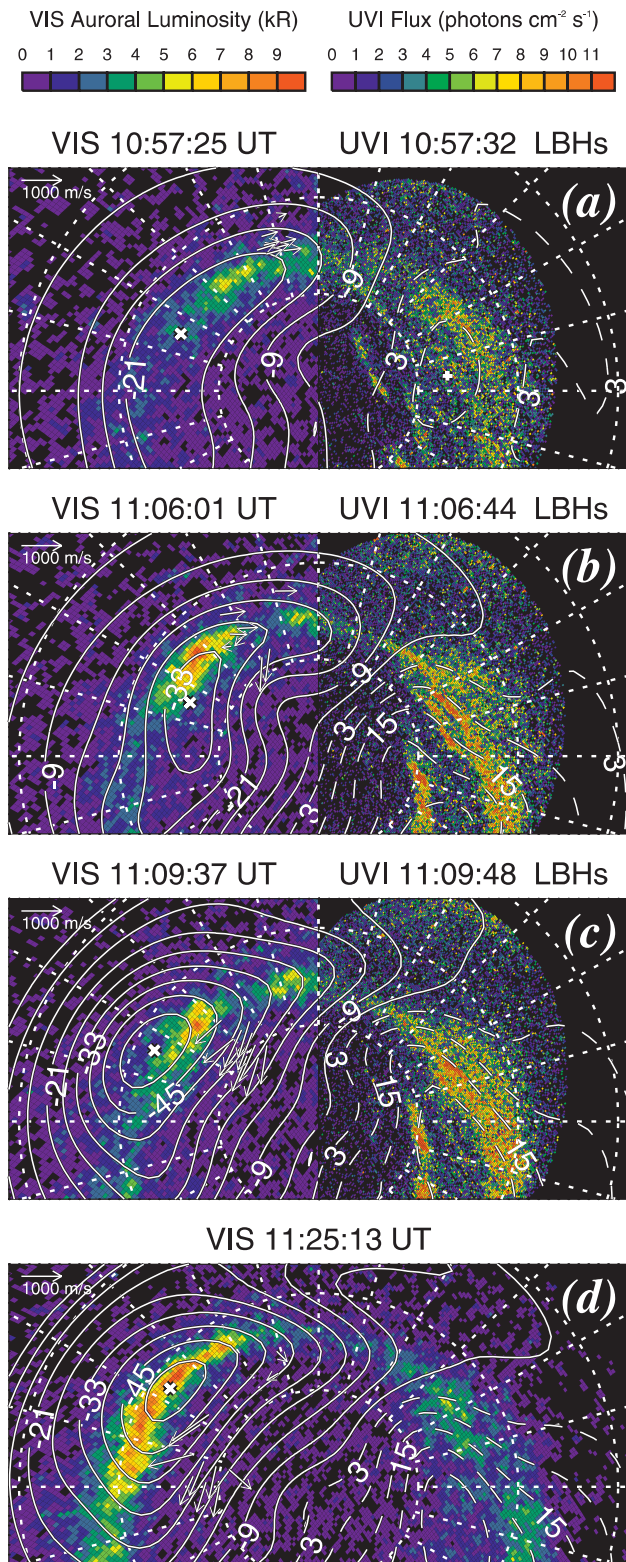 VIS Auroral Luminosity (kR) UVI Flux (photons cm⁻² s⁻¹)
0 1 2 3 4 5 6 7 8 9 0 1 2 3 4 5 6 7 8 9 10 11
VIS 10:57:25 UT UVI 10:57:32 LBHs
1000 m/s (a)
-9
-21 -9 3 3 3
VIS 11:06:01 UT UVI 11:06:44 LBHs
1000 m/s (b)
-33 -9
-9 3 15 15 3
-21 3
VIS 11:09:37 UT UVI 11:09:48 LBHs
1000 m/s (c)
-9
-33 3
-21 45 15
-9 3 15
VIS 11:25:13 UT
1000 m/s (d)
-45
-33
-21 -15
3
-9 3 15